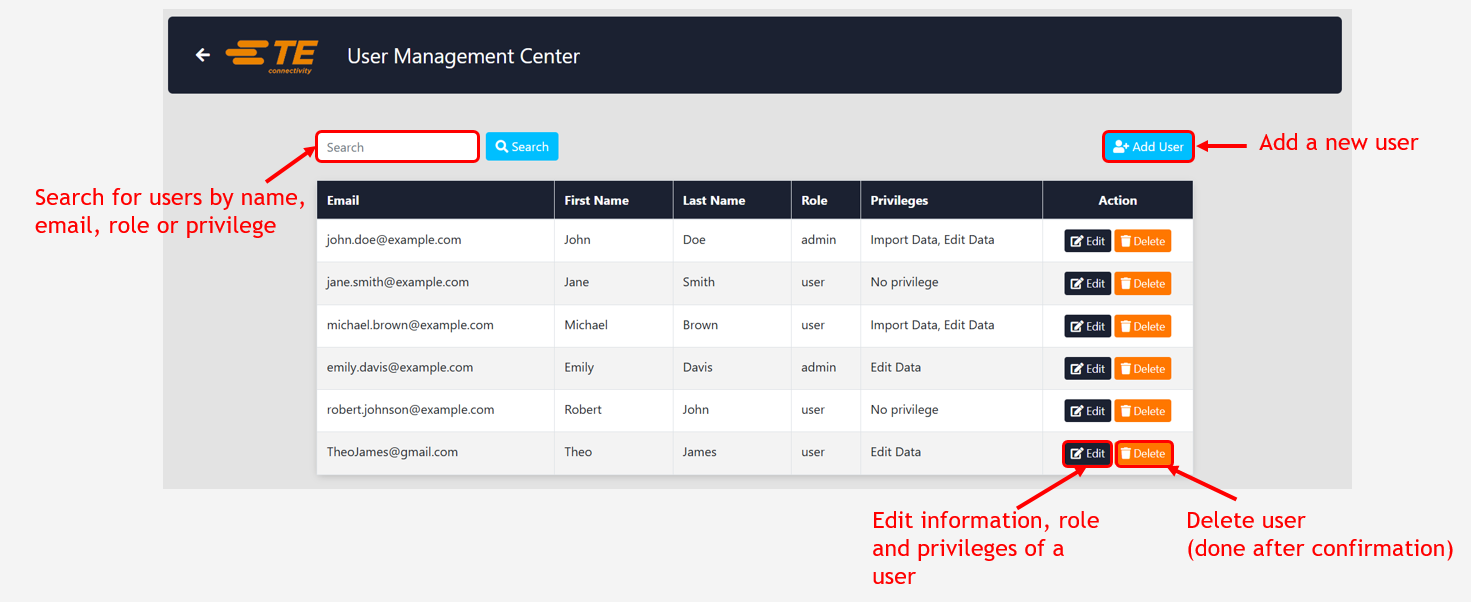 TE
connectivity
User Management Center
Search
Search
Add User
Add a new user
Search for users by name,
email, role or privilege
Email First Name Last Name Role Privileges Action
john.doe@example.com John Doe admin Import Data, Edit Data Edit Delete
jane.smith@example.com Jane Smith user No privilege Edit Delete
michael.brown@example.com Michael Brown user Import Data, Edit Data Edit Delete
emily.davis@example.com Emily Davis admin Edit Data Edit Delete
robert.johnson@example.com Robert John user No privilege Edit Delete
TheoJames@gmail.com Theo James user Edit Data Edit Delete
Edit information, role
and privileges of a
user
Delete user
(done after confirmation)